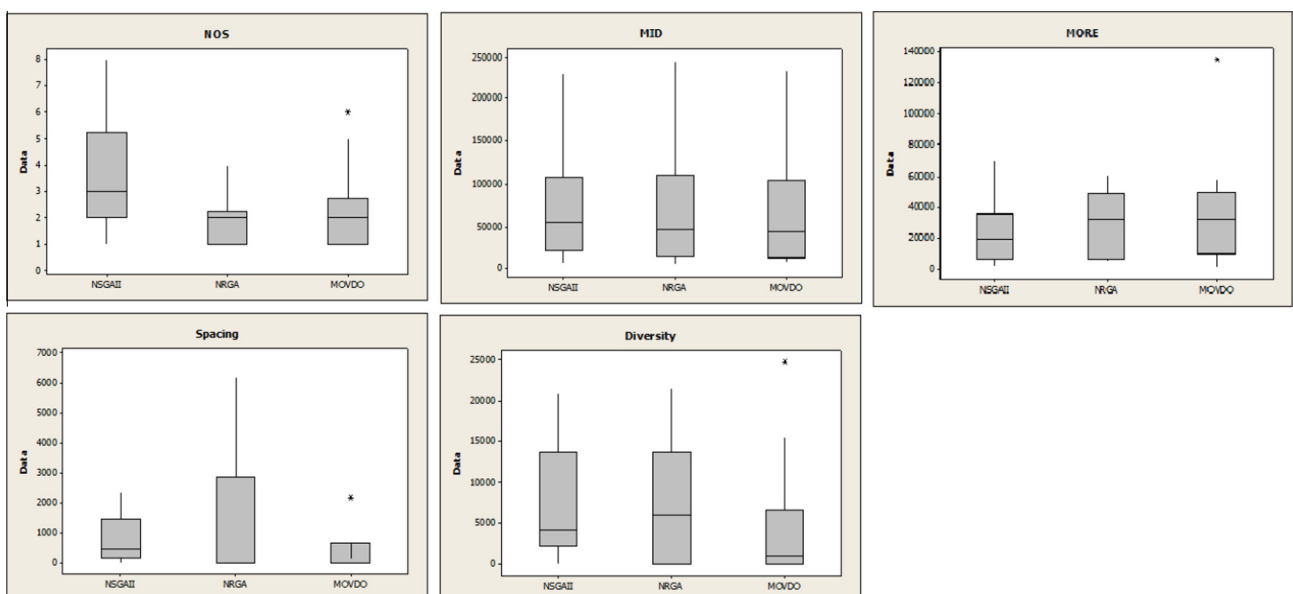 NOS
8
7
6
5
4
3
2
1
0
Data
NSGAII NRGA MOVDO
MID
250000
200000
150000
100000
50000
0
Data
NSGAII NRGA MOVDO
MORE
140000
120000
100000
80000
60000
40000
20000
0
Data
NSGAII NRGA MOVDO
Spacing
7000
6000
5000
4000
3000
2000
1000
0
Data
NSGAII NRGA MOVDO
Diversity
25000
20000
15000
10000
5000
0
Data
NSGAII NRGA MOVDO